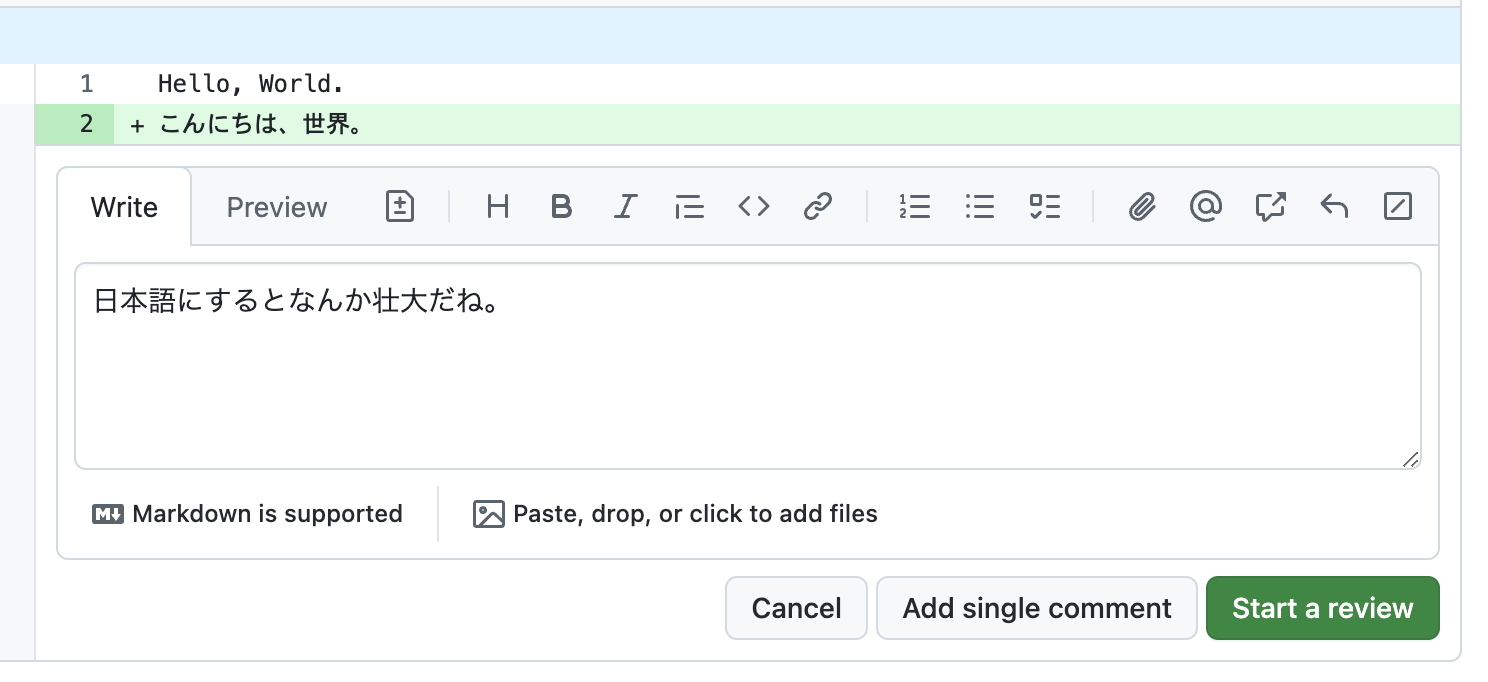 1 Hello, World.
2 + こんにちは、世界。
Write Preview
日本語にするとなんか壮大だね。
Markdown is supported Paste, drop, or click to add files
Cancel Add single comment Start a review